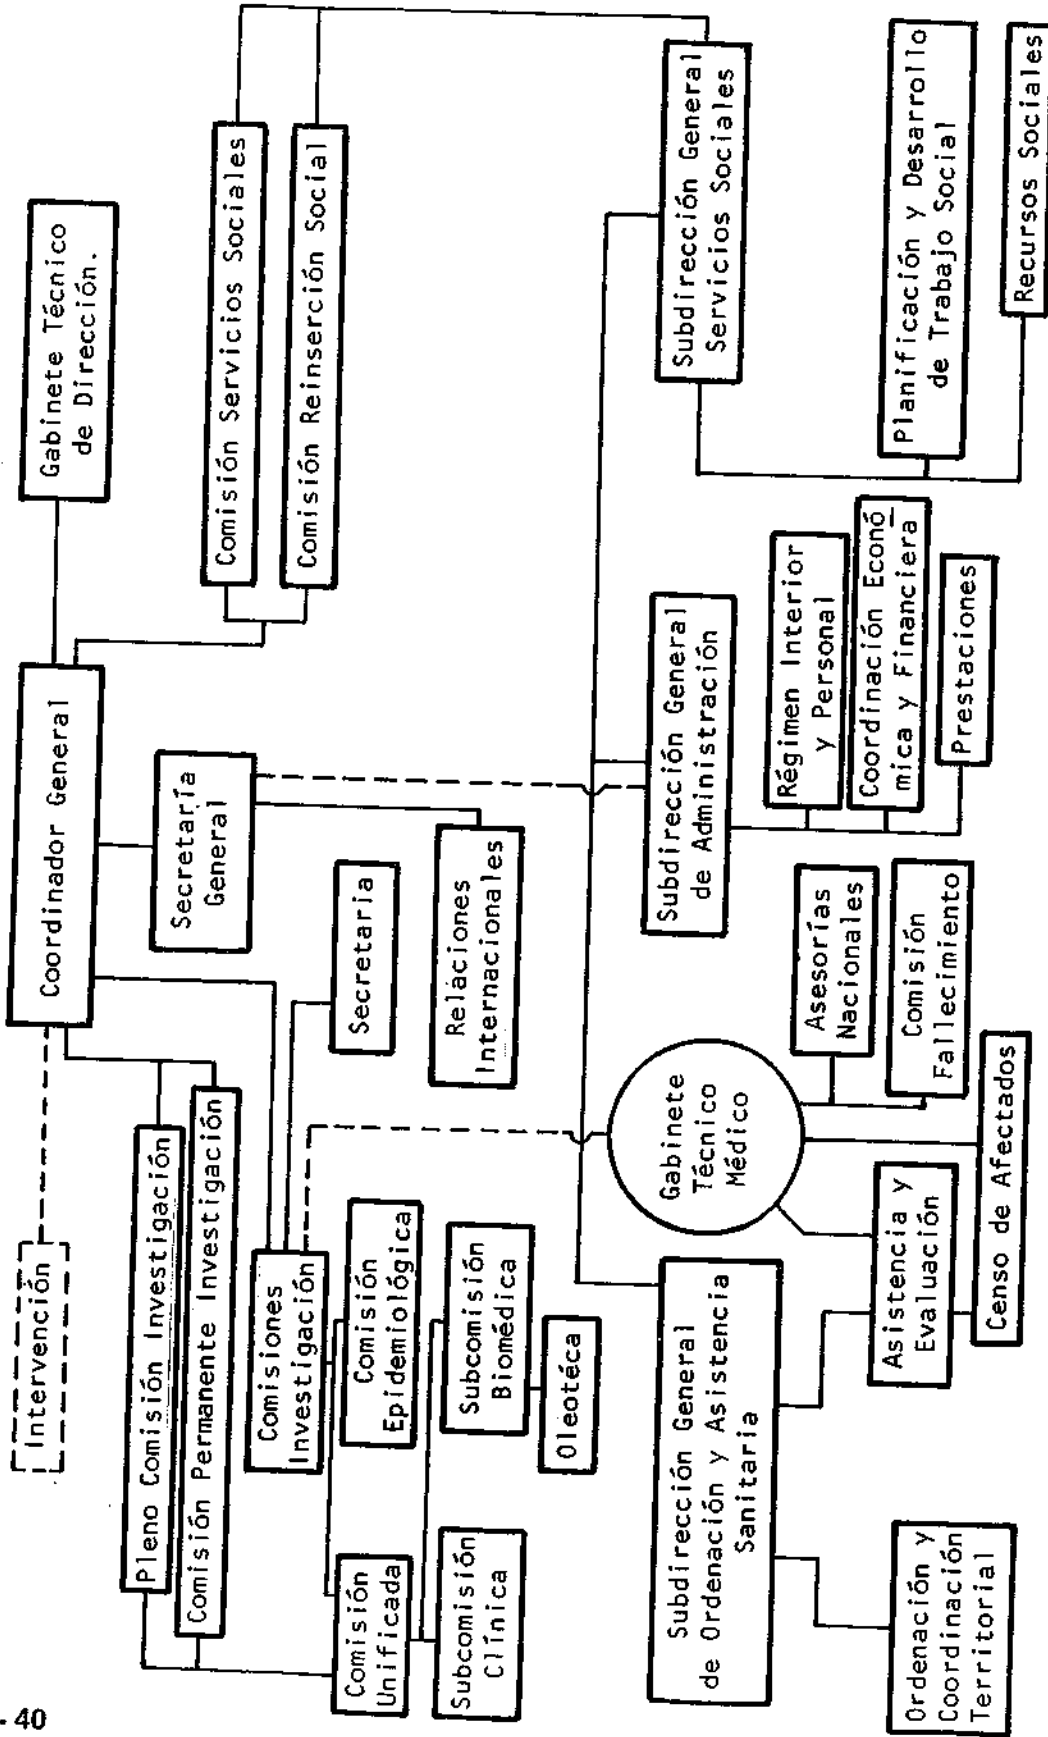 Intervención
Coordinador General
Gabinete Técnico
de Dirección.
Pleno Comisión Investigación
Comisión Permanente Investigación
Secretaría
General
Comisión Servicios Sociales
Comisión Reinserción Social
Comisiones
Investigación
Secretaria
Comisión
Unificada
Comisión
Epidemiológica
Relaciones
Internacionales
Subcomisión
Clínica
Subcomisión
Biomédica
Oleotéca
Subdirección General
de Ordenación y Asistencia
Sanitaria
Gabinete
Técnico
Médico
Subdirección General
de Administración
Subdirección General
Servicios Sociales
Asesorías
Nacionales
Régimen Interior
y Personal
Coordinación Econó
mica y Financiera
Prestaciones
Planificación y Desarrollo
de Trabajo Social
Recursos Sociales
Ordenación y
Coordinación
Territorial
Asistencia y
Evaluación
Comisión
Fallecimiento
Censo de Afectados
- 40